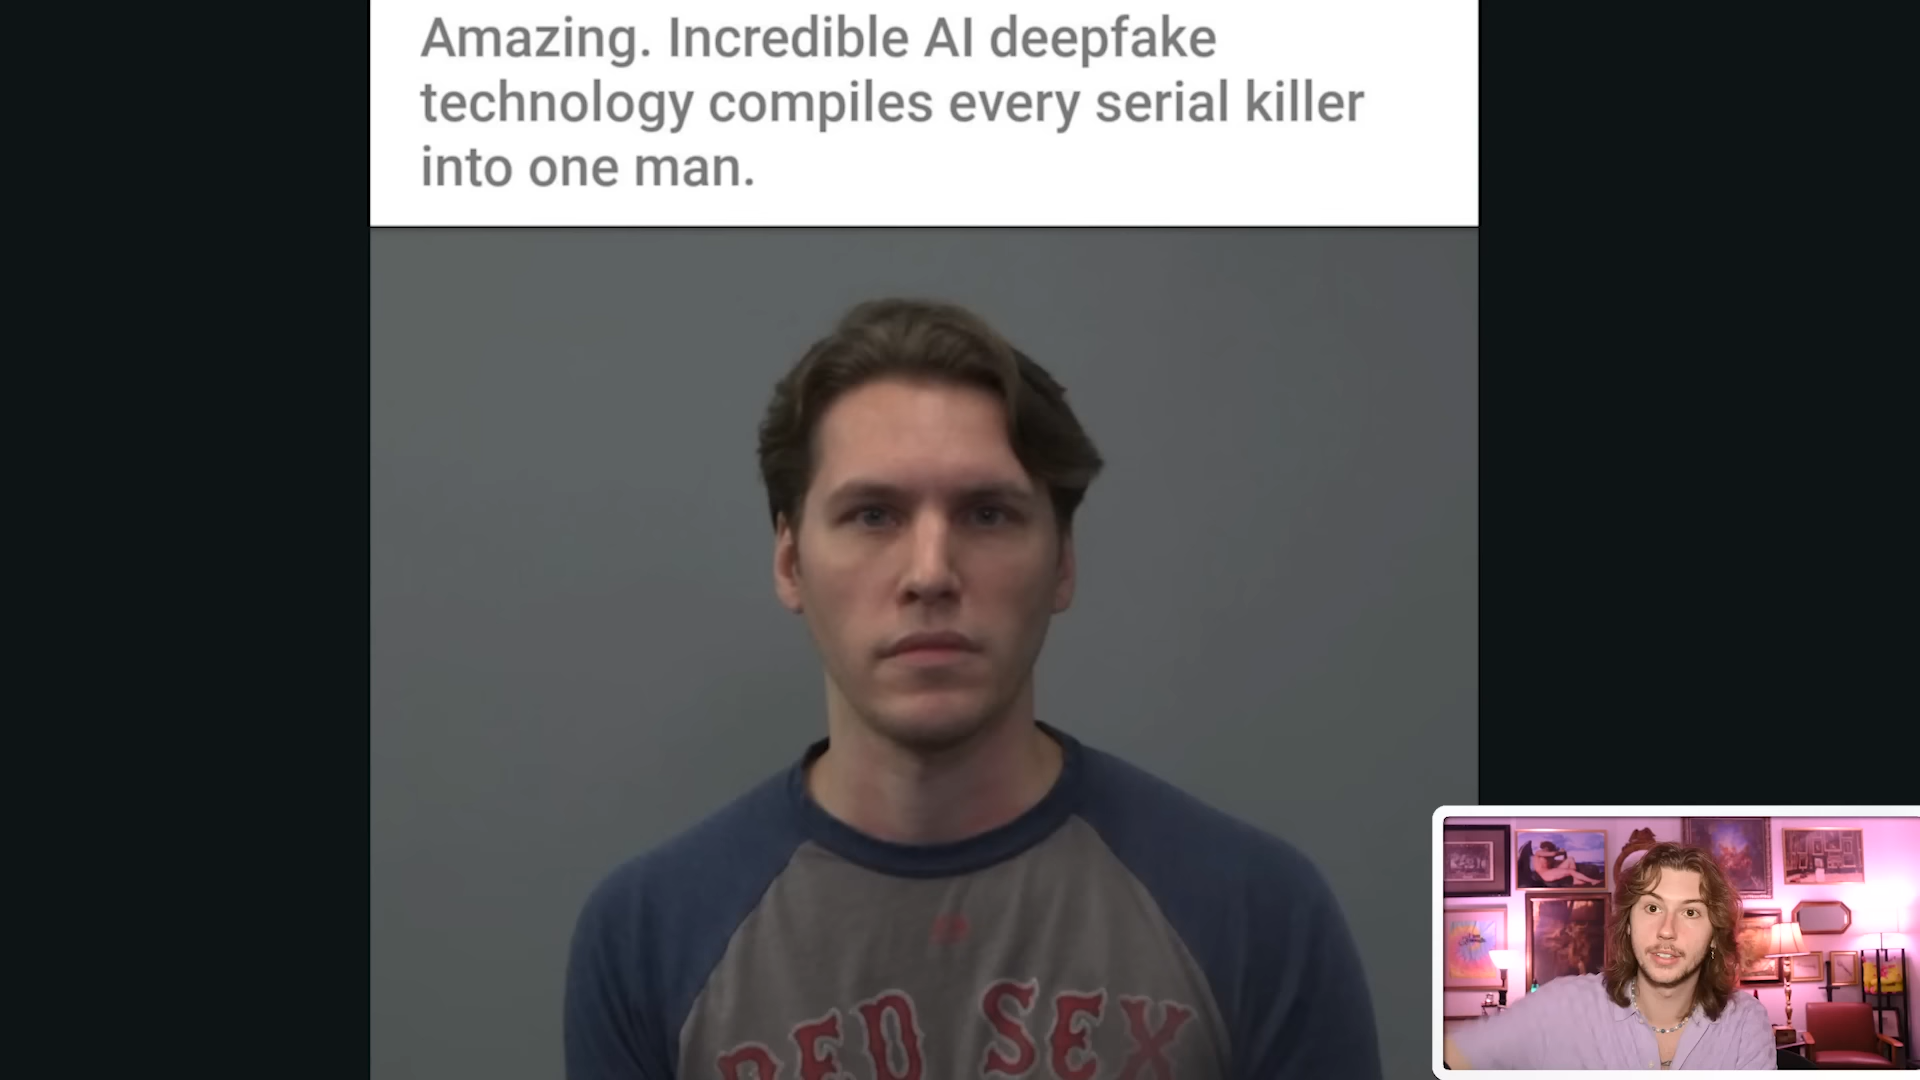 Amazing. Incredible AI deepfake
technology compiles every serial killer
into one man.
RED SEX